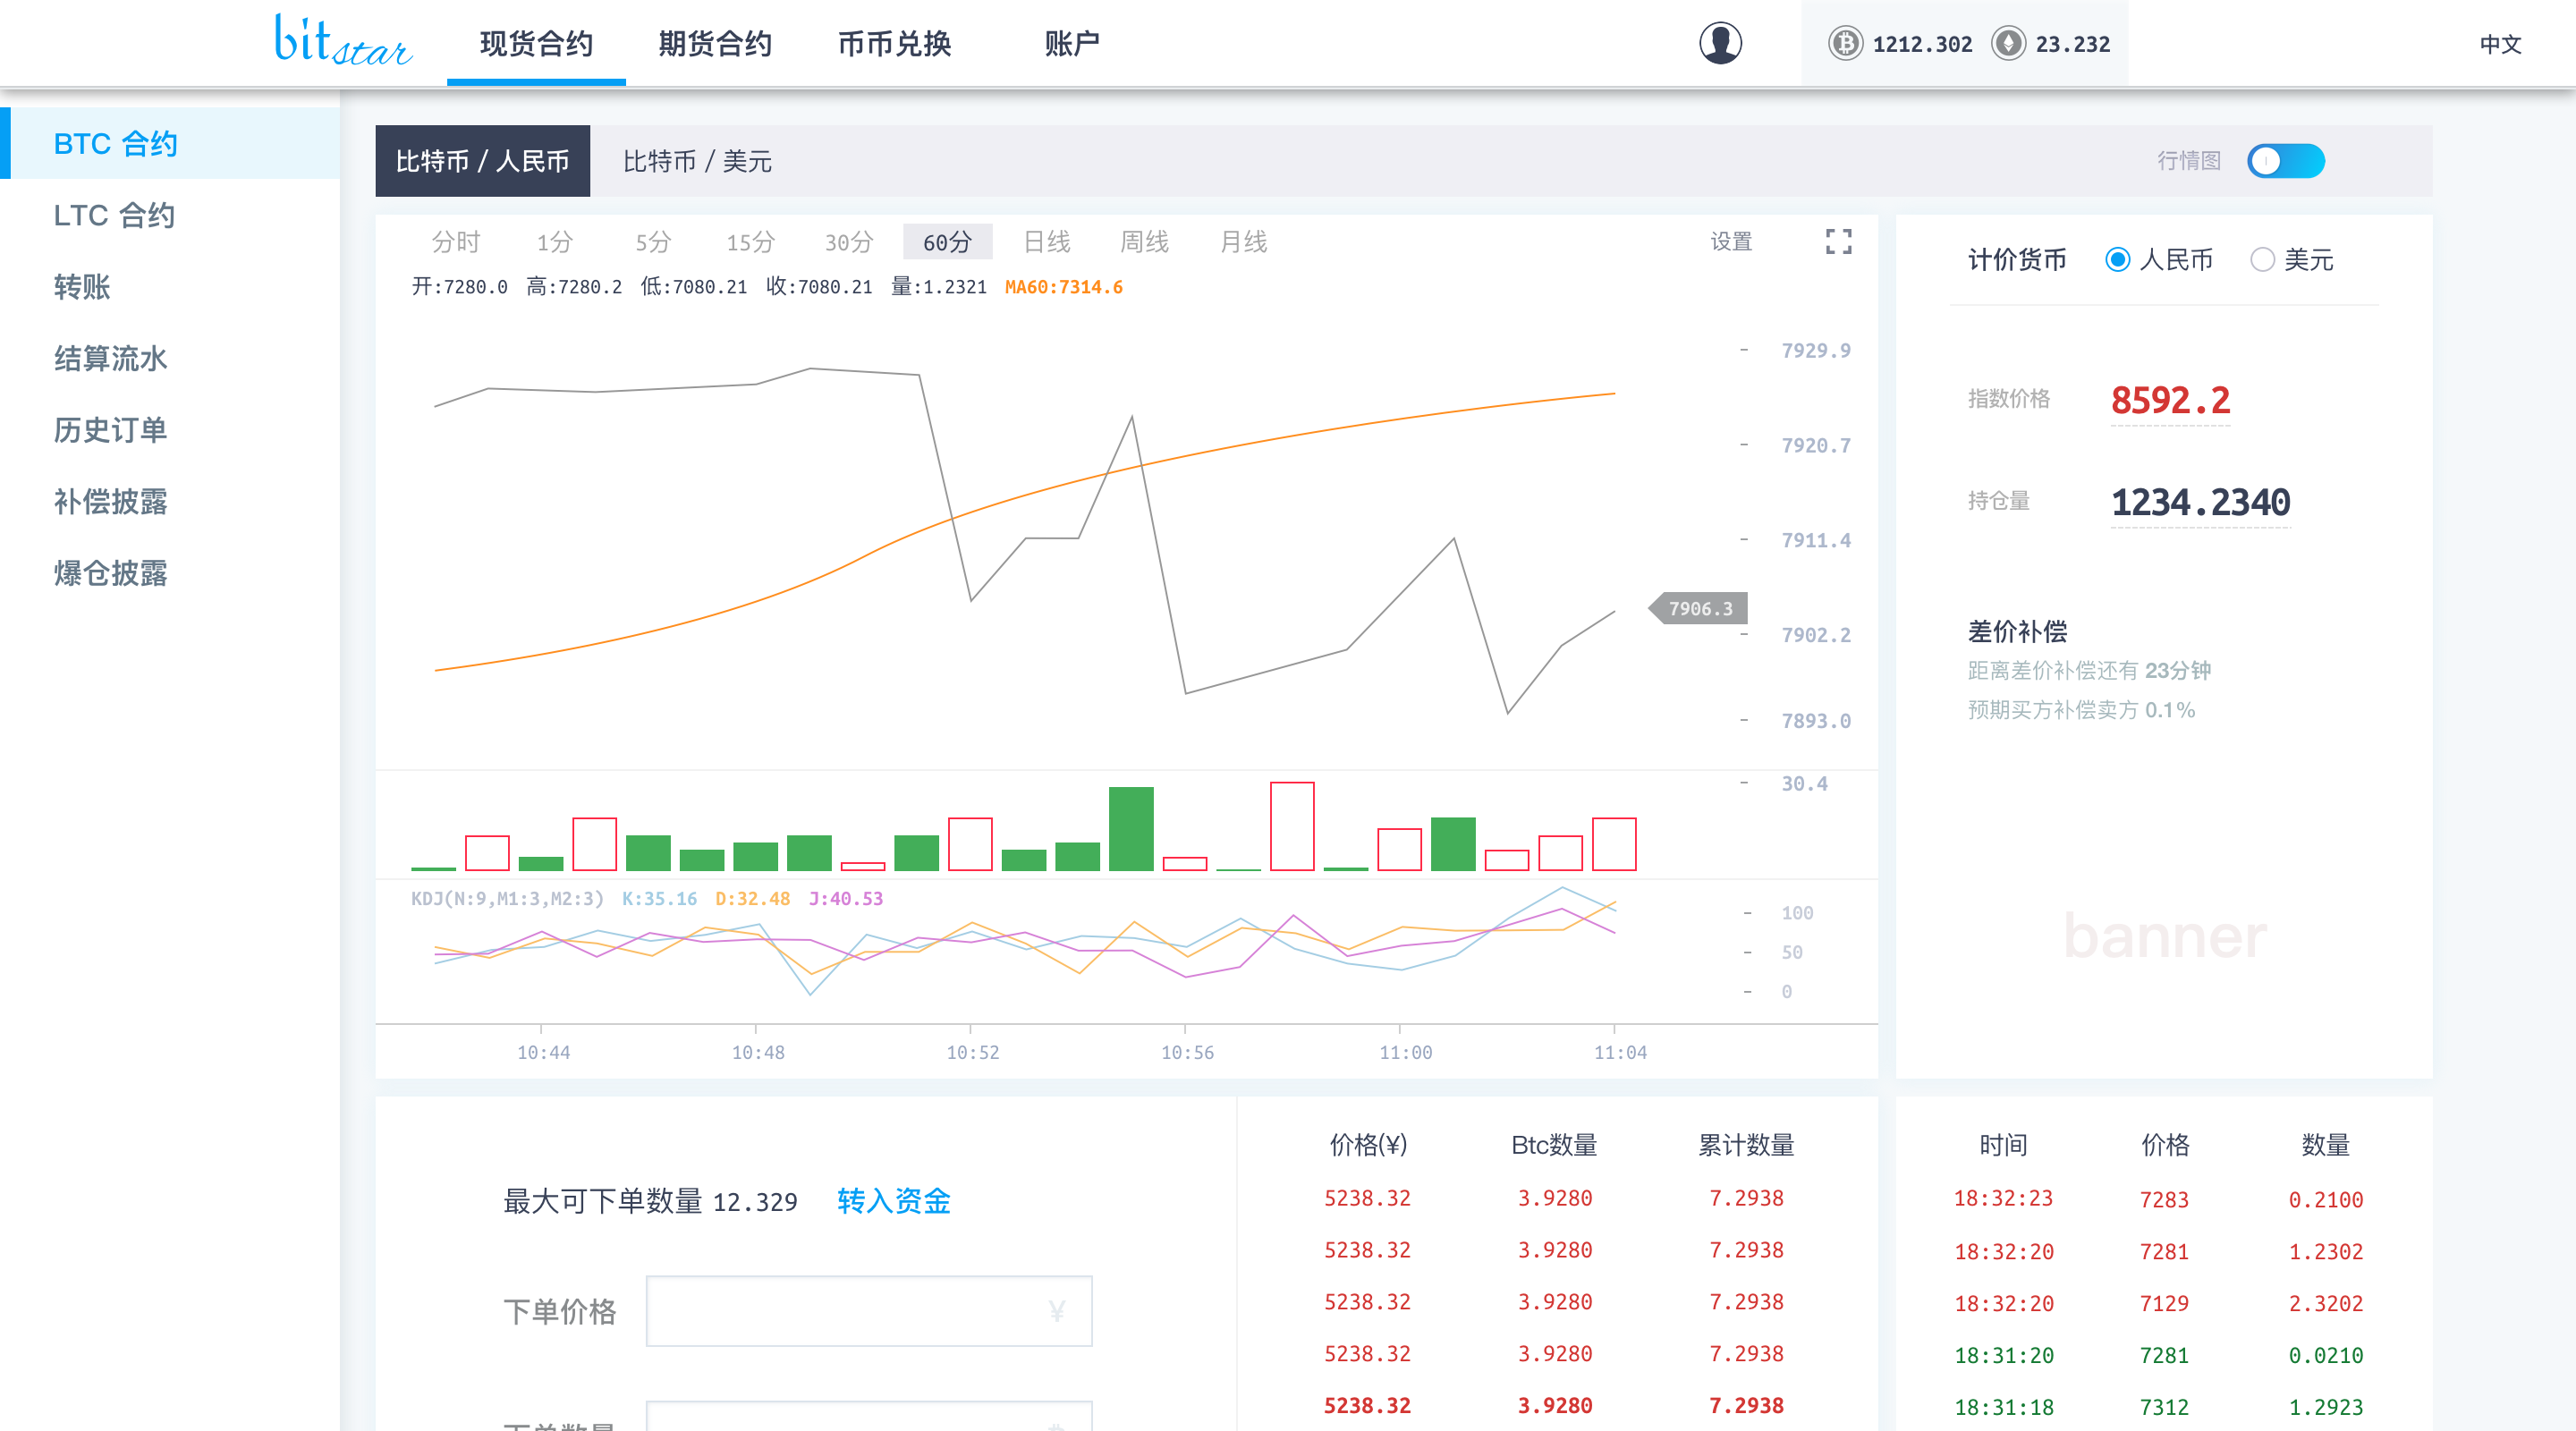 bitstar 现货合约 期货合约 币币兑换 账户 1212.302 23.232 中文
BTC 合约
LTC 合约
转账
结算流水
历史订单
补偿披露
爆仓披露
比特币 / 人民币 比特币 / 美元 行情图
分时 1分 5分 15分 30分 60分 日线 周线 月线 设置
开:7280.0 高:7280.2 低:7080.21 收:7080.21 量:1.2321 MA60:7314.6
7929.9
7920.7
7911.4
7906.3
7902.2
7893.0
30.4
KDJ(N:9,M1:3,M2:3) K:35.16 D:32.48 J:40.53
100
50
0
10:44 10:48 10:52 10:56 11:00 11:04
计价货币 人民币 美元
指数价格 8592.2
持仓量 1234.2340
差价补偿
距离差价补偿还有 23分钟
预期买方补偿卖方 0.1%
banner
最大可下单数量 12.329 转入资金
下单价格 ¥
下单数量
价格(¥) Btc数量 累计数量
5238.32 3.9280 7.2938
5238.32 3.9280 7.2938
5238.32 3.9280 7.2938
5238.32 3.9280 7.2938
5238.32 3.9280 7.2938
时间 价格 数量
18:32:23 7283 0.2100
18:32:20 7281 1.2302
18:32:20 7129 2.3202
18:31:20 7281 0.0210
18:31:18 7312 1.2923